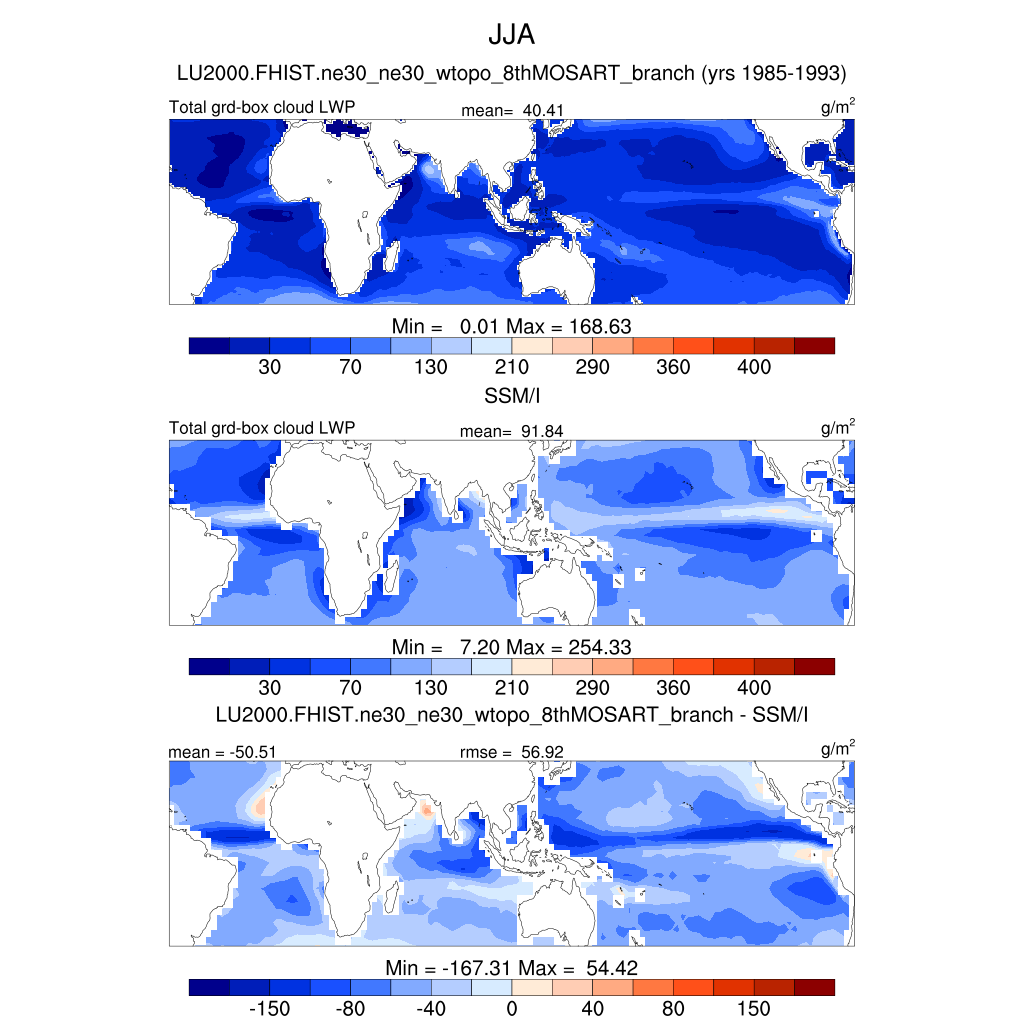 JJA
LU2000.FHIST.ne30_ne30_wtopo_8thMOSART_branch (yrs 1985-1993)
Total grd-box cloud LWP mean= 40.41 g/m²
Min = 0.01 Max = 168.63
30 70 130 210 290 360 400
SSM/I
Total grd-box cloud LWP mean= 91.84 g/m²
Min = 7.20 Max = 254.33
30 70 130 210 290 360 400
LU2000.FHIST.ne30_ne30_wtopo_8thMOSART_branch - SSM/I
mean = -50.51 rmse = 56.92 g/m²
Min = -167.31 Max = 54.42
-150 -80 -40 0 40 80 150